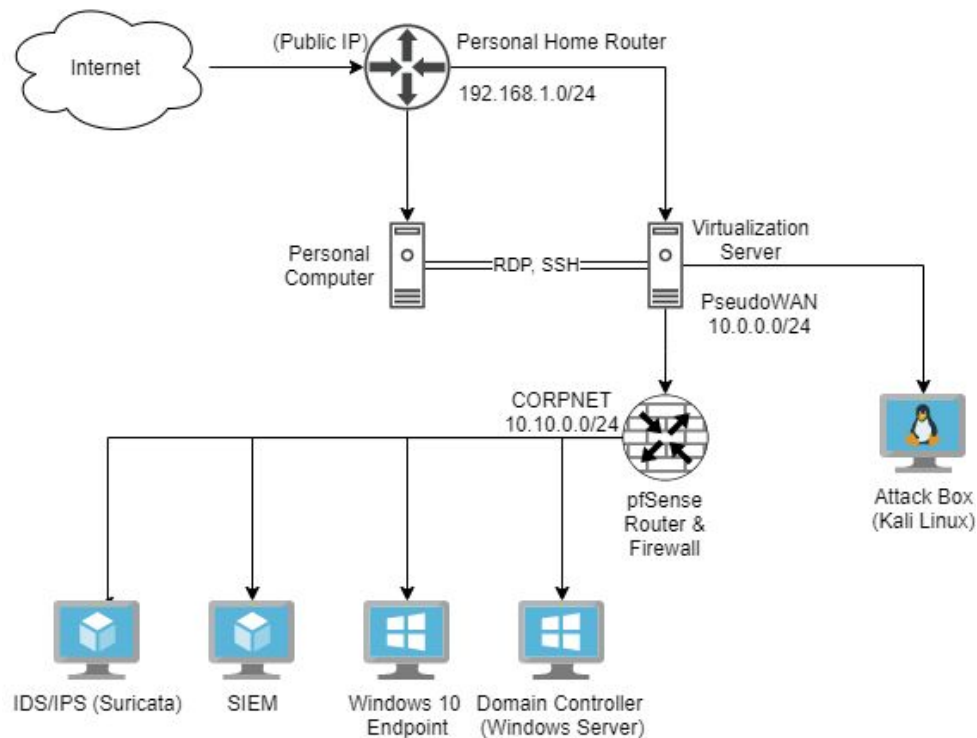 Internet
(Public IP)
Personal Home Router
192.168.1.0/24
Personal
Computer
RDP, SSH
Virtualization
Server
PseudoWAN
10.0.0.0/24
CORPNET
10.10.0.0/24
pfSense
Router &
Firewall
Attack Box
(Kali Linux)
IDS/IPS (Suricata)
SIEM
Windows 10
Endpoint
Domain Controller
(Windows Server)